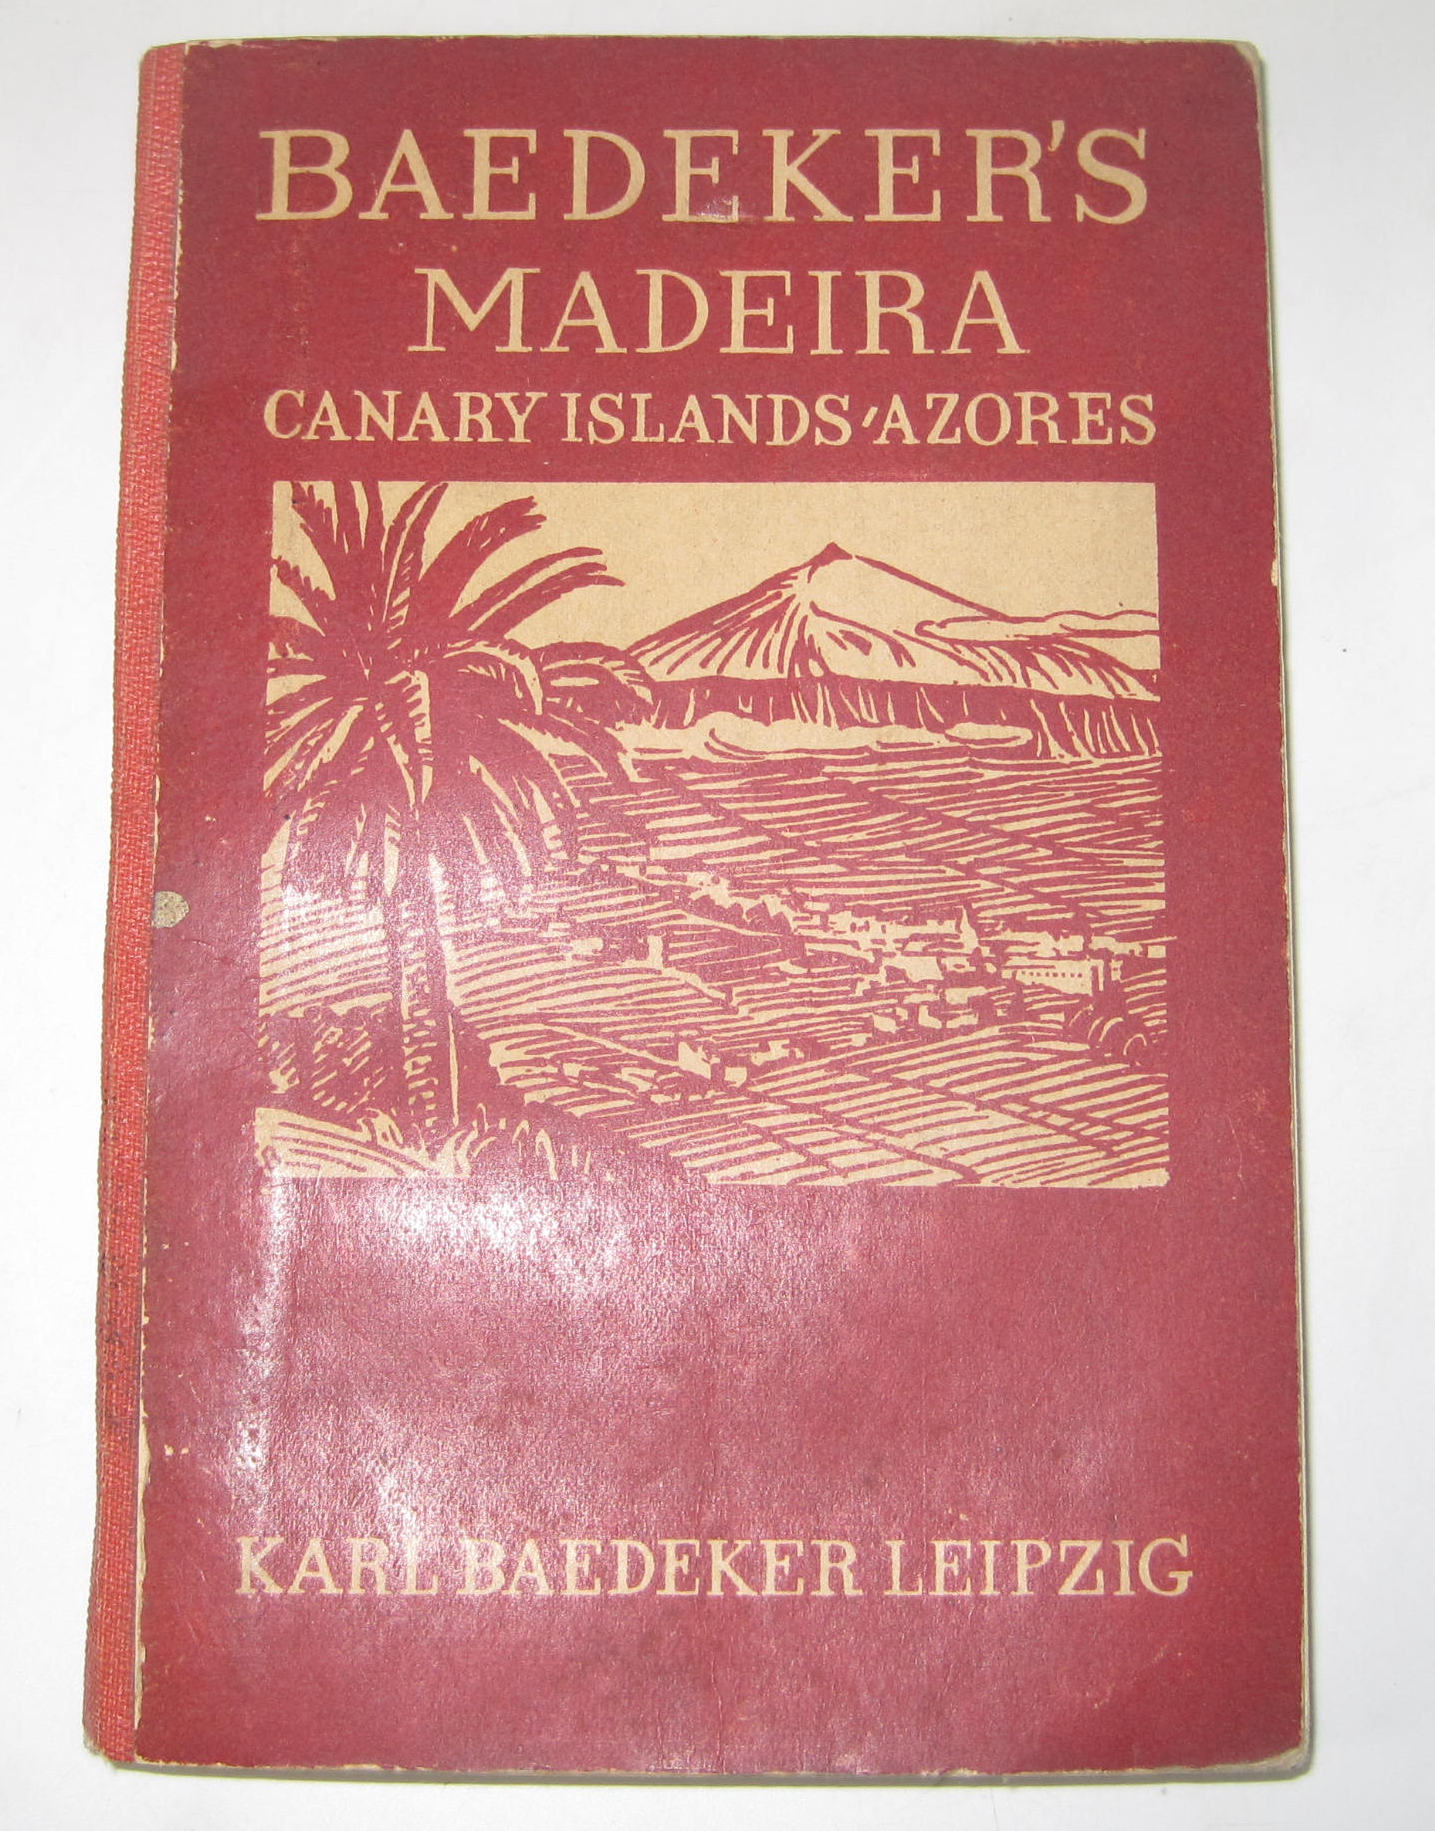 BAEDEKER'S
MADEIRA
CANARY ISLANDS ' AZORES
KARL BAEDEKER LEIPZIG